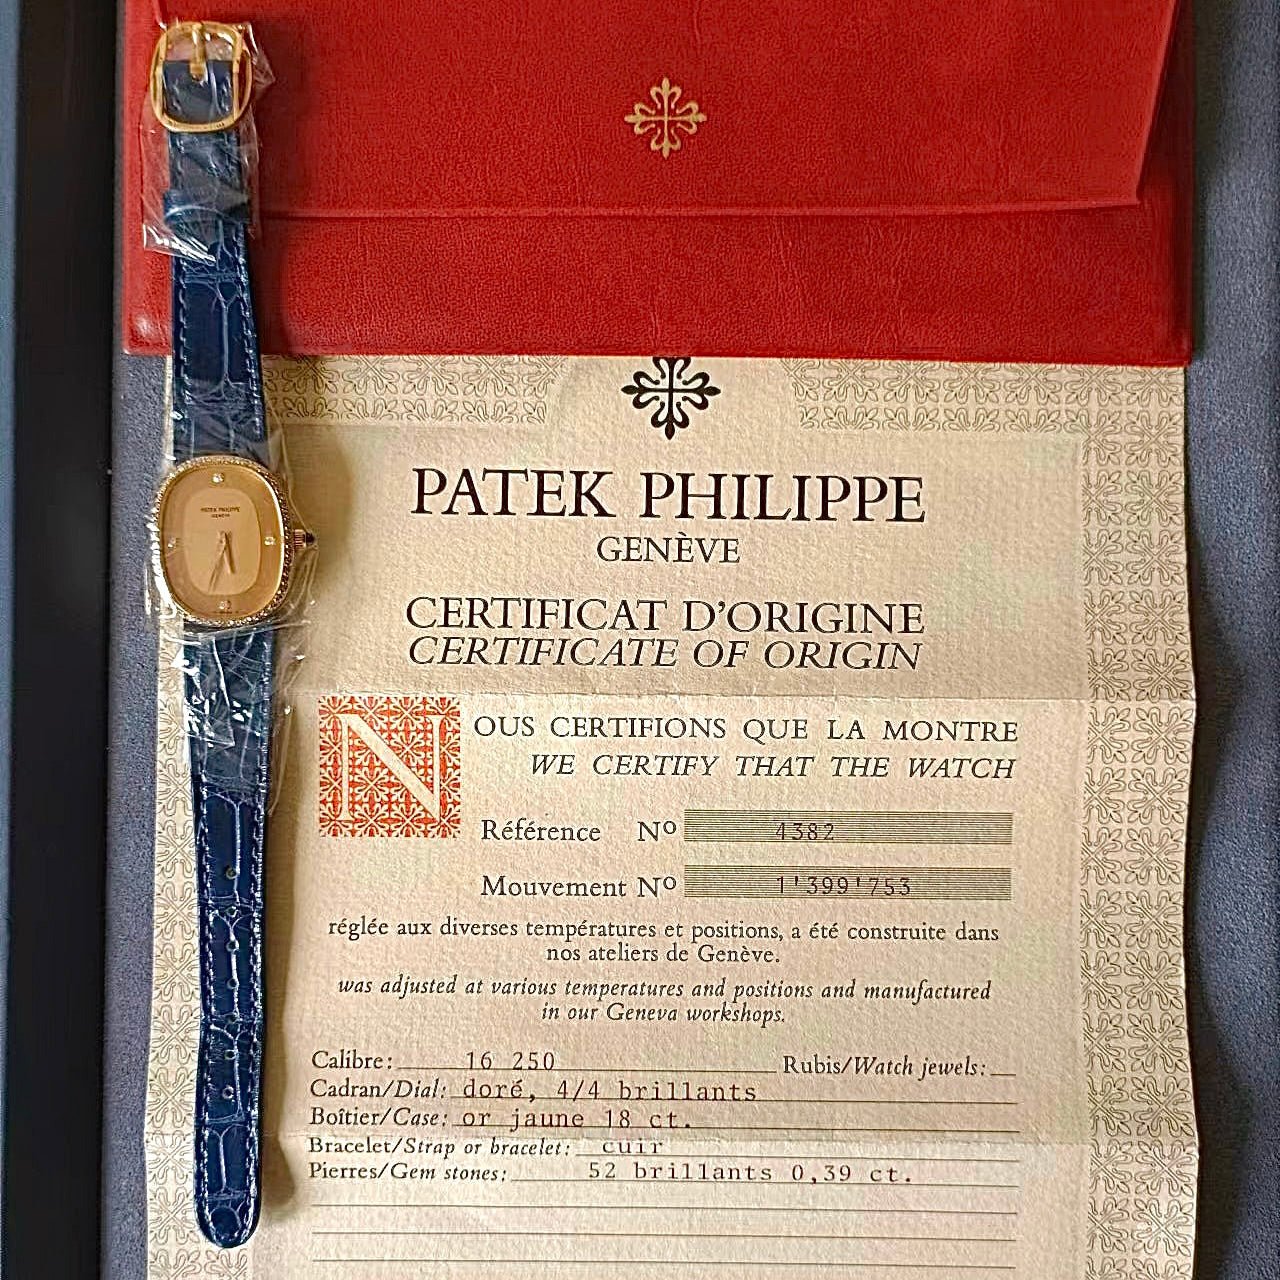 PATEK PHILIPPE
GENÈVE
PATEK PHILIPPE
GENÈVE
CERTIFICAT D'ORIGINE
CERTIFICATE OF ORIGIN
NOUS CERTIFIONS QUE LA MONTRE
WE CERTIFY THAT THE WATCH
Référence Nº 4382
Mouvement Nº 1'399'753
réglée aux diverses températures et positions, a été construite dans
nos ateliers de Genève.
was adjusted at various temperatures and positions and manufactured
in our Geneva workshops.
Calibre: 16 250 Rubis/Watch jewels:
Cadran/Dial: doré, 4/4 brillants
Boîtier/Case: or jaune 18 ct.
Bracelet/Strap or bracelet: cuir
Pierres/Gem stones: 52 brillants 0,39 ct.